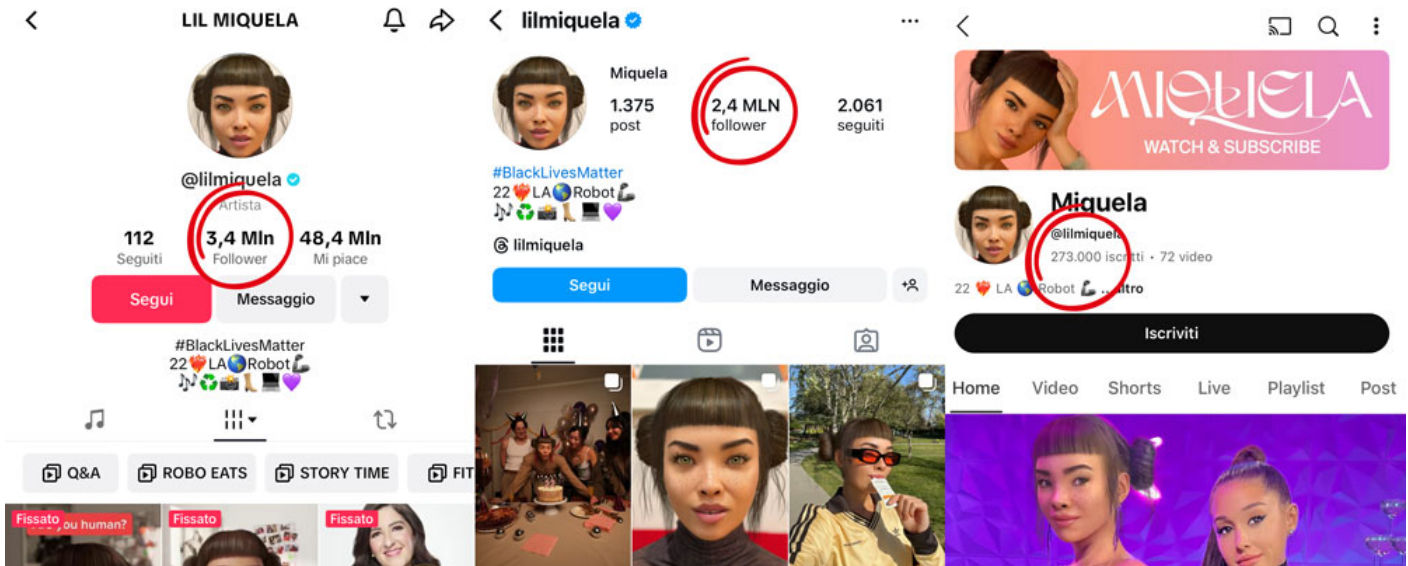 LIL MIQUELA
@lilmiquela
Artista
112
Seguiti
3,4 Mln
Follower
48,4 Mln
Mi piace
Segui
Messaggio
#BlackLivesMatter
22❤️‍🔥LA🌎Robot🦾
🎶♻️📸👢💻💜
Q&A
ROBO EATS
STORY TIME
FIT
Fissato
you human?
Fissato
Fissato
lilmiquela
Miquela
1.375
post
2,4 MLN
follower
2.061
seguiti
#BlackLivesMatter
22❤️‍🔥LA🌎Robot🦾
🎶♻️📸👢💻💜
lilmiquela
Segui
Messaggio
MIQUELA
WATCH & SUBSCRIBE
Miquela
@lilmiquela
273.000 iscritti • 72 video
22 ❤️‍🔥 LA 🌎 Robot 🦾 ...altro
Iscriviti
Home Video Shorts Live Playlist Post